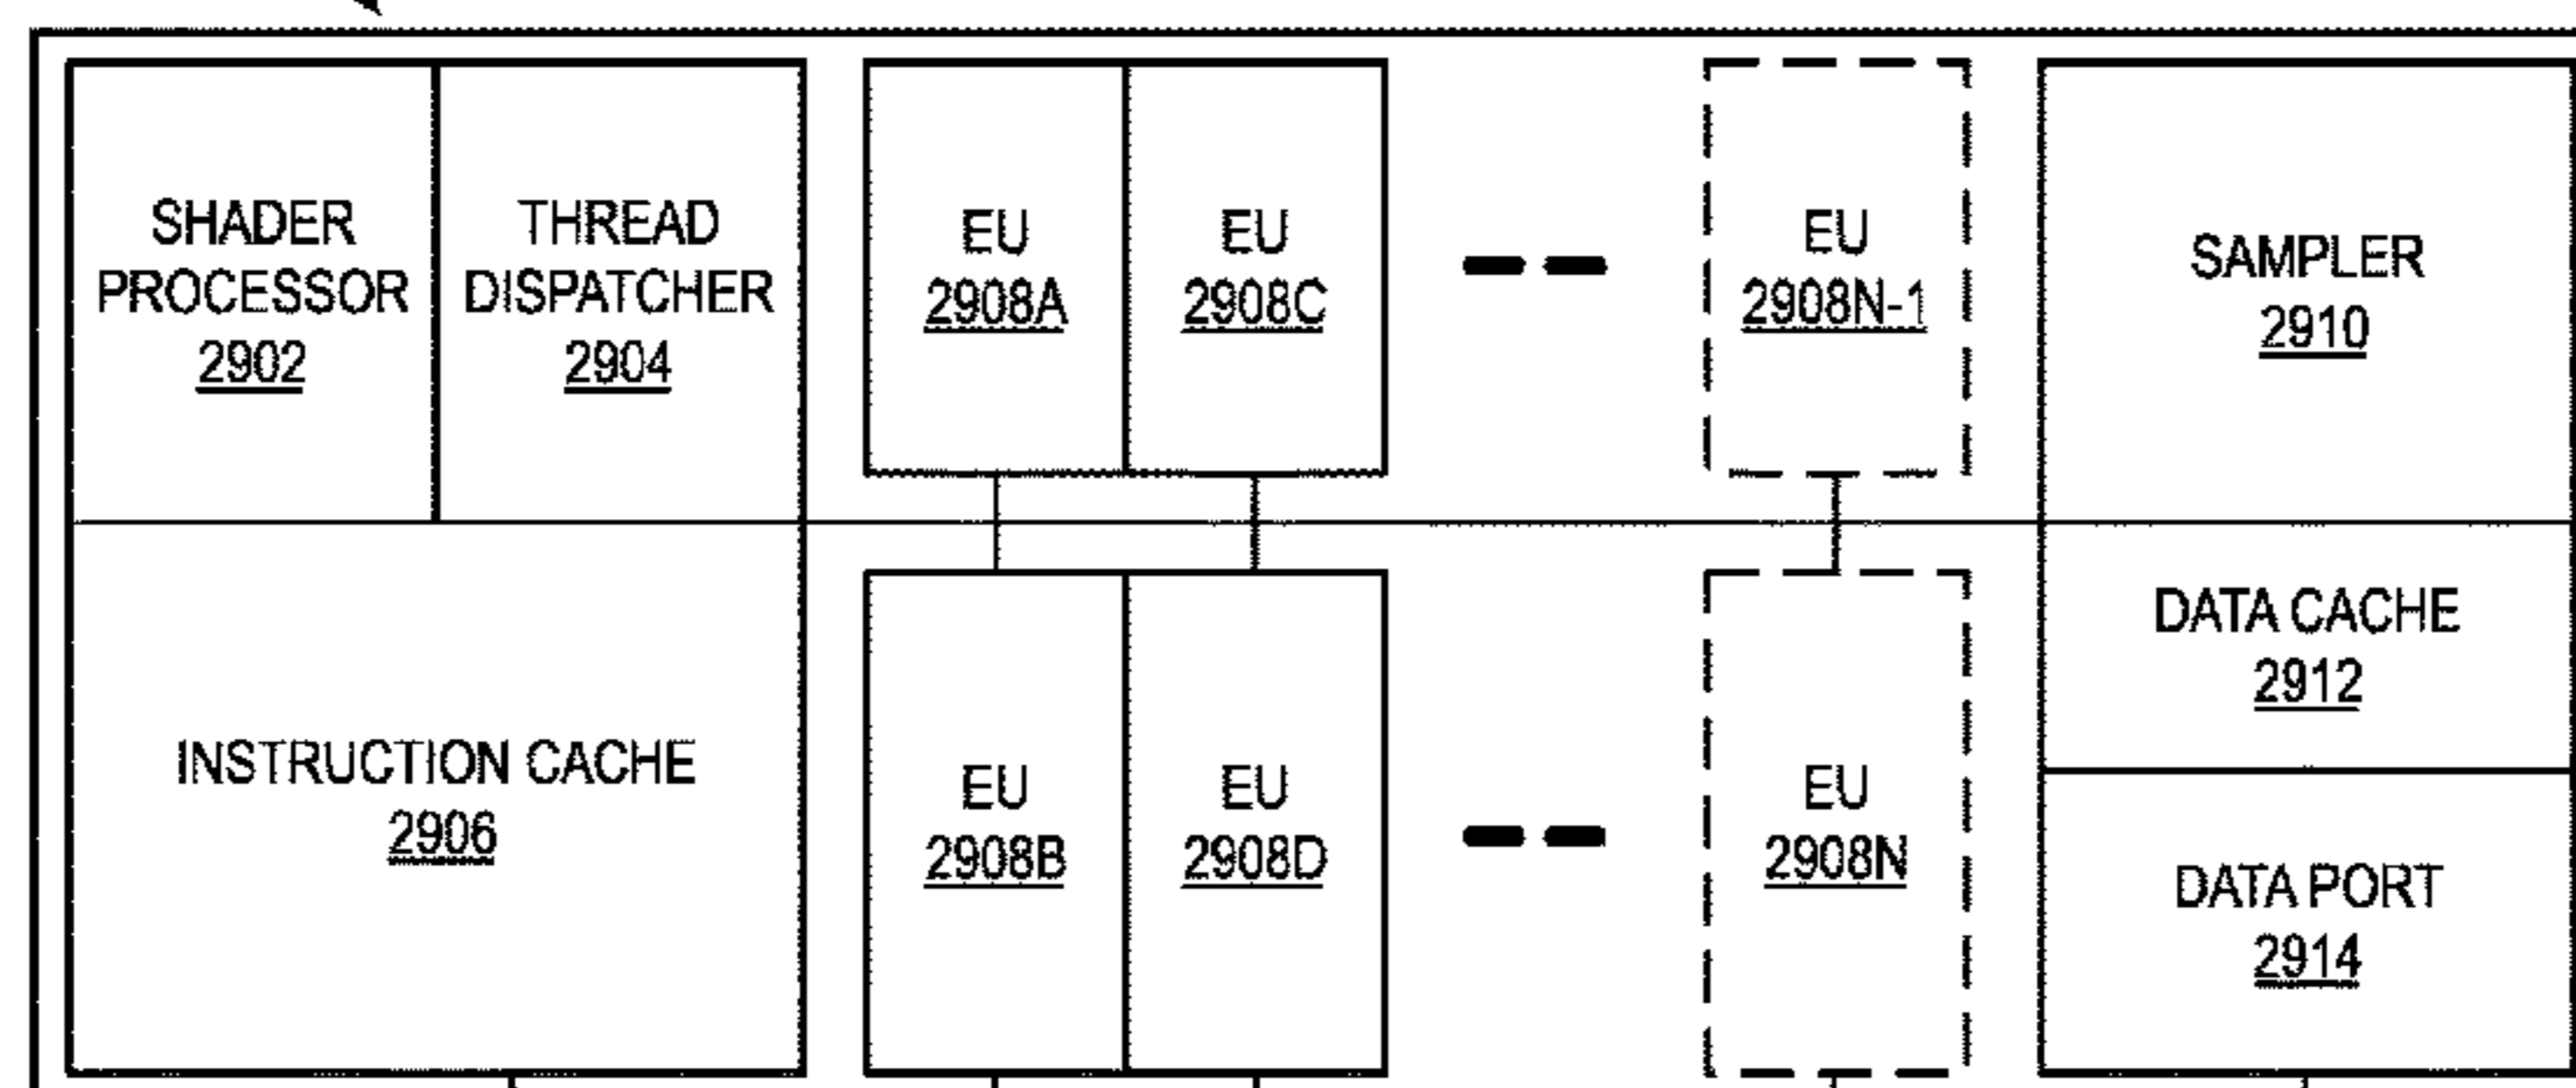 SHADER
PROCESSOR
2902
THREAD
DISPATCHER
2904
EU
2908A
EU
2908C
EU
2908N-1
SAMPLER
2910
INSTRUCTION CACHE
2906
EU
2908B
EU
2908D
EU
2908N
DATA CACHE
2912
DATA PORT
2914